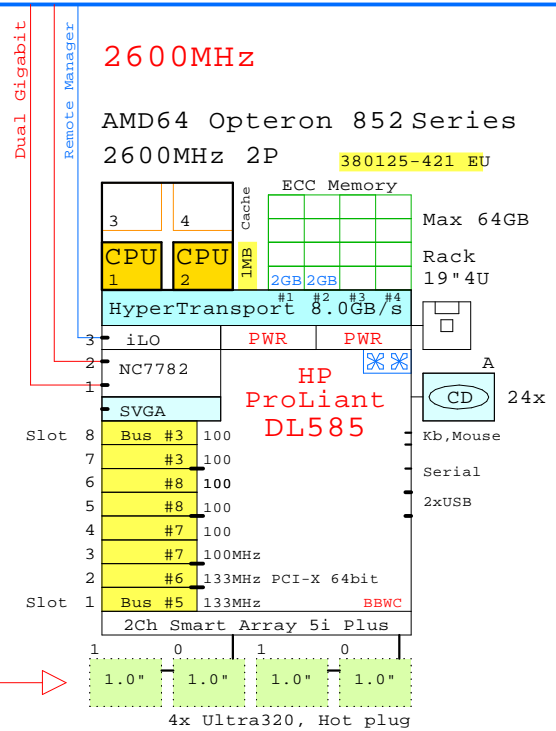 Dual Gigabit
Remote Manager
2600MHz
AMD64 Opteron 852 Series
2600MHz 2P
380125-421 EU
ECC Memory
Cache
1MB
3 4
CPU CPU
1 2
2GB 2GB
Max 64GB
Rack
19"4U
#1 #2 #3 #4
HyperTransport 8.0GB/s
3 iLO PWR PWR
2 NC7782
1
HP
ProLiant
DL585
A
CD 24x
SVGA
Slot 8 Bus #3 100
7 #3 100
6 #8 100
5 #8 100
4 #7 100
3 #7 100MHz
2 #6 133MHz PCI-X 64bit
Slot 1 Bus #5 133MHz BBWC
Kb,Mouse
Serial
2xUSB
2Ch Smart Array 5i Plus
1 0 1 0
1.0" 1.0" 1.0" 1.0"
4x Ultra320, Hot plug